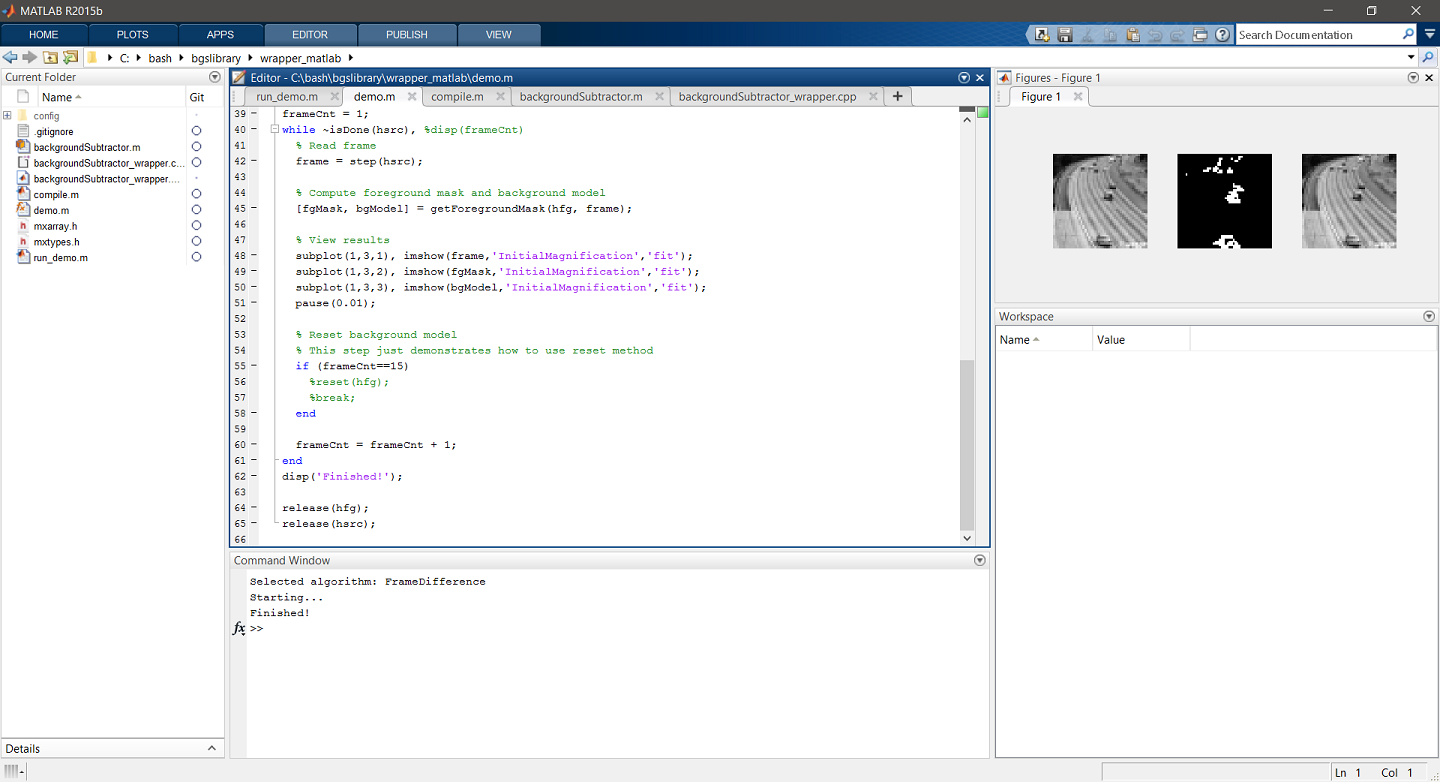 MATLAB R2015b
HOME PLOTS APPS EDITOR PUBLISH VIEW
Search Documentation
C: bash bgslibrary wrapper_matlab
Current Folder
Name Git
config
.gitignore
backgroundSubtractor.m
backgroundSubtractor_wrapper.c...
backgroundSubtractor_wrapper....
compile.m
demo.m
mxarray.h
mxtypes.h
run_demo.m
Details
Editor - C:\bash\bgslibrary\wrapper_matlab\demo.m
run_demo.m demo.m compile.m backgroundSubtractor.m backgroundSubtractor_wrapper.cpp +
39 - frameCnt = 1;
40 - while ~isDone(hsrc), %disp(frameCnt)
41 % Read frame
42 - frame = step(hsrc);
43
44 % Compute foreground mask and background model
45 - [fgMask, bgModel] = getForegroundMask(hfg, frame);
46
47 % View results
48 - subplot(1,3,1), imshow(frame,'InitialMagnification','fit');
49 - subplot(1,3,2), imshow(fgMask,'InitialMagnification','fit');
50 - subplot(1,3,3), imshow(bgModel,'InitialMagnification','fit');
51 - pause(0.01);
52
53 % Reset background model
54 % This step just demonstrates how to use reset method
55 - if (frameCnt==15)
56 %reset(hfg);
57 %break;
58 - end
59
60 - frameCnt = frameCnt + 1;
61 - end
62 - disp('Finished!');
63
64 - release(hfg);
65 - release(hsrc);
66
Command Window
Selected algorithm: FrameDifference
Starting...
Finished!
fx >>
Figures - Figure 1
Figure 1
Workspace
Name Value
Ln 1 Col 1